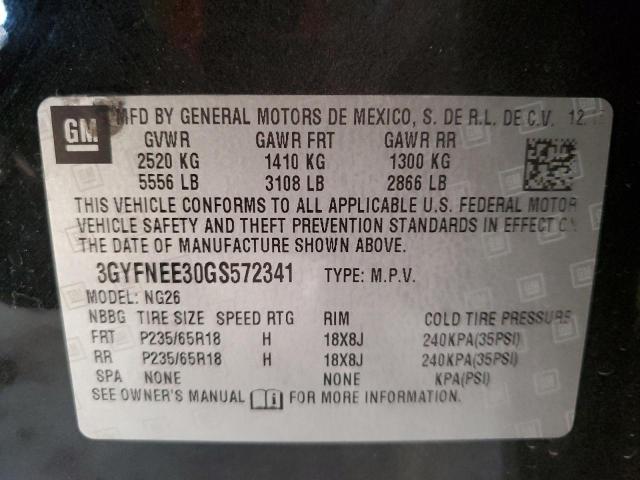 GM
MFD BY GENERAL MOTORS DE MEXICO, S. DE R.L. DE C.V. 12
GVWR GAWR FRT GAWR RR
2520 KG 1410 KG 1300 KG
5556 LB 3108 LB 2866 LB
THIS VEHICLE CONFORMS TO ALL APPLICABLE U.S. FEDERAL MOTOR
VEHICLE SAFETY AND THEFT PREVENTION STANDARDS IN EFFECT ON
THE DATE OF MANUFACTURE SHOWN ABOVE.
3GYFNEE30GS572341 TYPE: M.P.V.
MODEL: NG26
NBBG TIRE SIZE SPEED RTG RIM COLD TIRE PRESSURE
FRT P235/65R18 H 18X8J 240KPA(35PSI)
RR P235/65R18 H 18X8J 240KPA(35PSI)
SPA NONE NONE KPA(PSI)
SEE OWNER'S MANUAL FOR MORE INFORMATION.